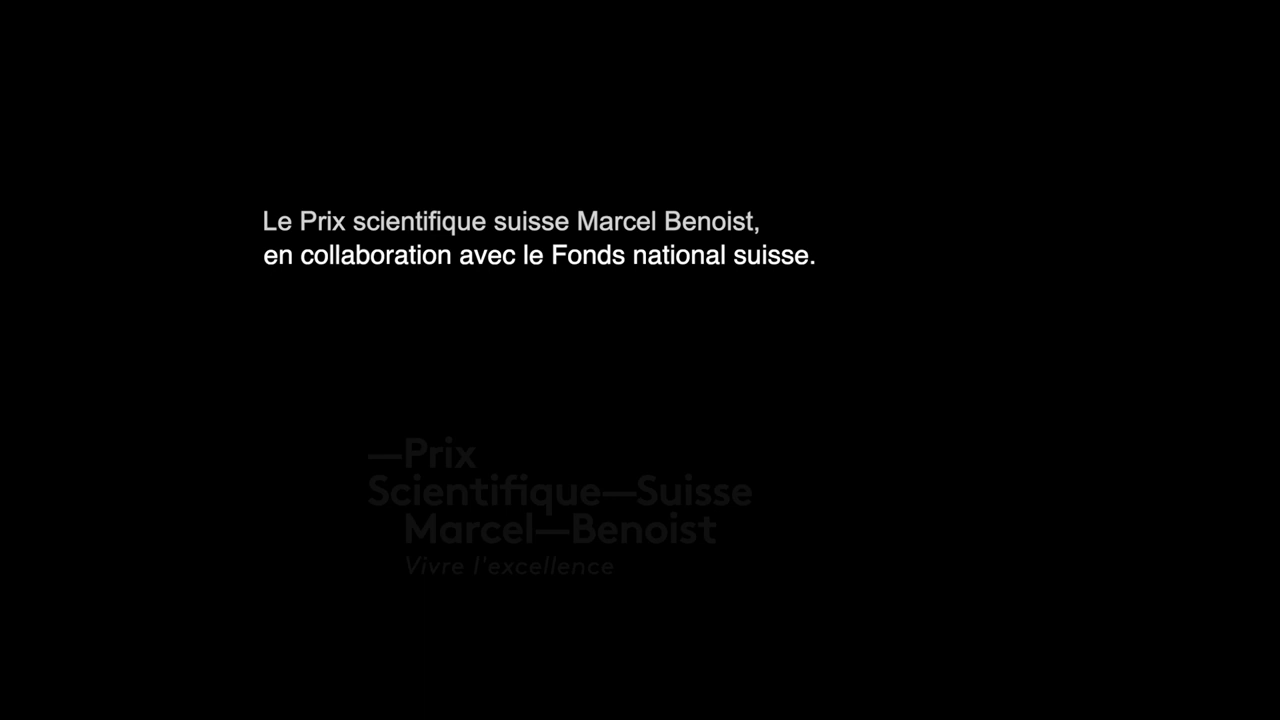 Le Prix scientifique suisse Marcel Benoist,
en collaboration avec le Fonds national suisse.
—Prix
Scientifique—Suisse
Marcel—Benoist
Vivre l'excellence